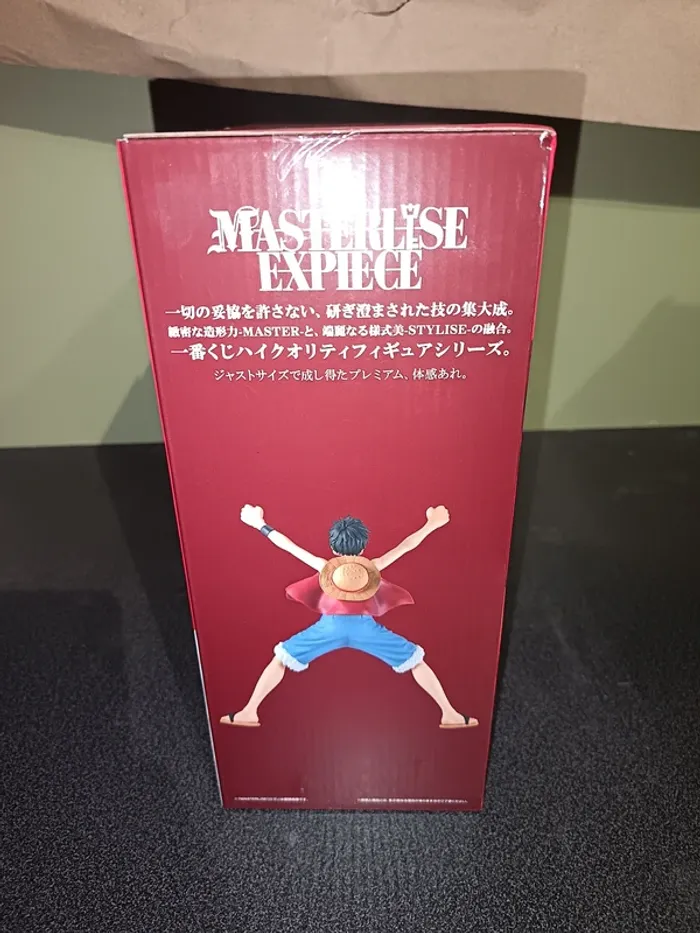 MASTERLISE
EXPIECE
一切の妥協を許さない、研ぎ澄まされた技の集大成。
緻密な造形力-MASTER-と、端麗なる様式美-STYLISE-の融合。
一番くじハイクオリティフィギュアシリーズ。
ジャストサイズで成し得たプレミアム、体感あれ。